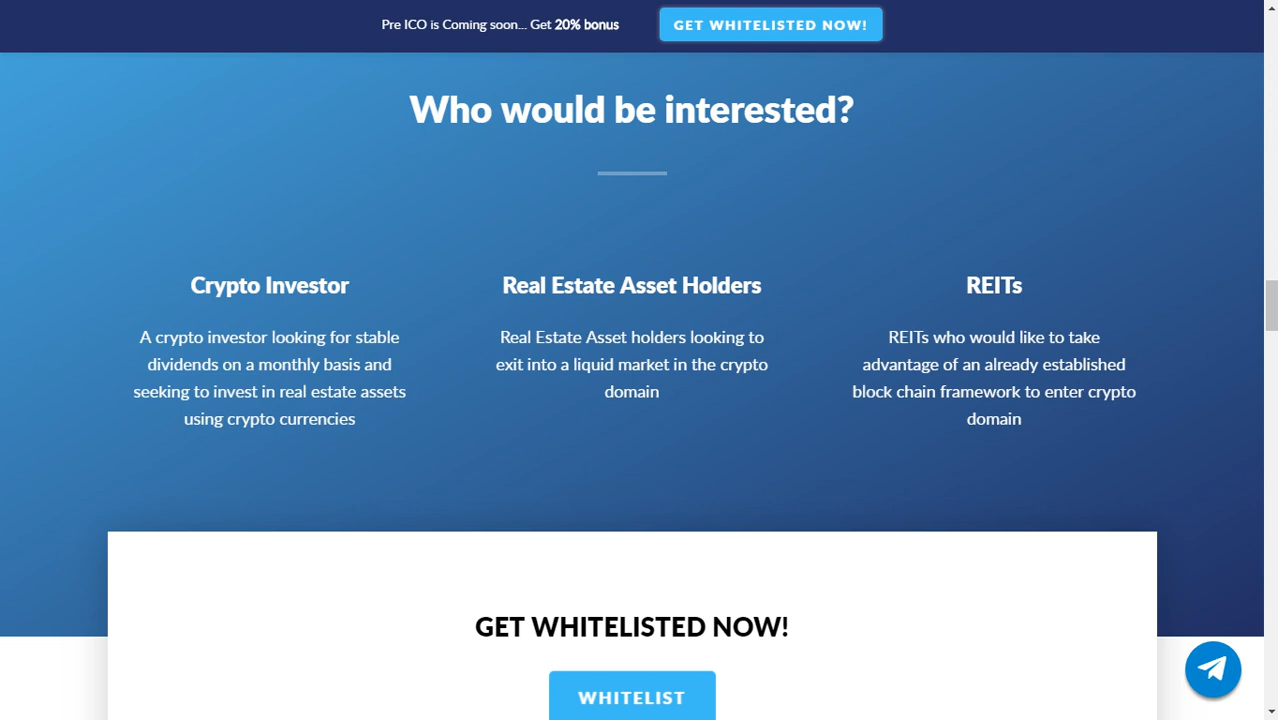 Pre ICO is Coming soon... Get 20% bonus
GET WHITELISTED NOW!
Who would be interested?
Crypto Investor
A crypto investor looking for stable
dividends on a monthly basis and
seeking to invest in real estate assets
using crypto currencies
Real Estate Asset Holders
Real Estate Asset holders looking to
exit into a liquid market in the crypto
domain
REITs
REITs who would like to take
advantage of an already established
block chain framework to enter crypto
domain
GET WHITELISTED NOW!
WHITELIST